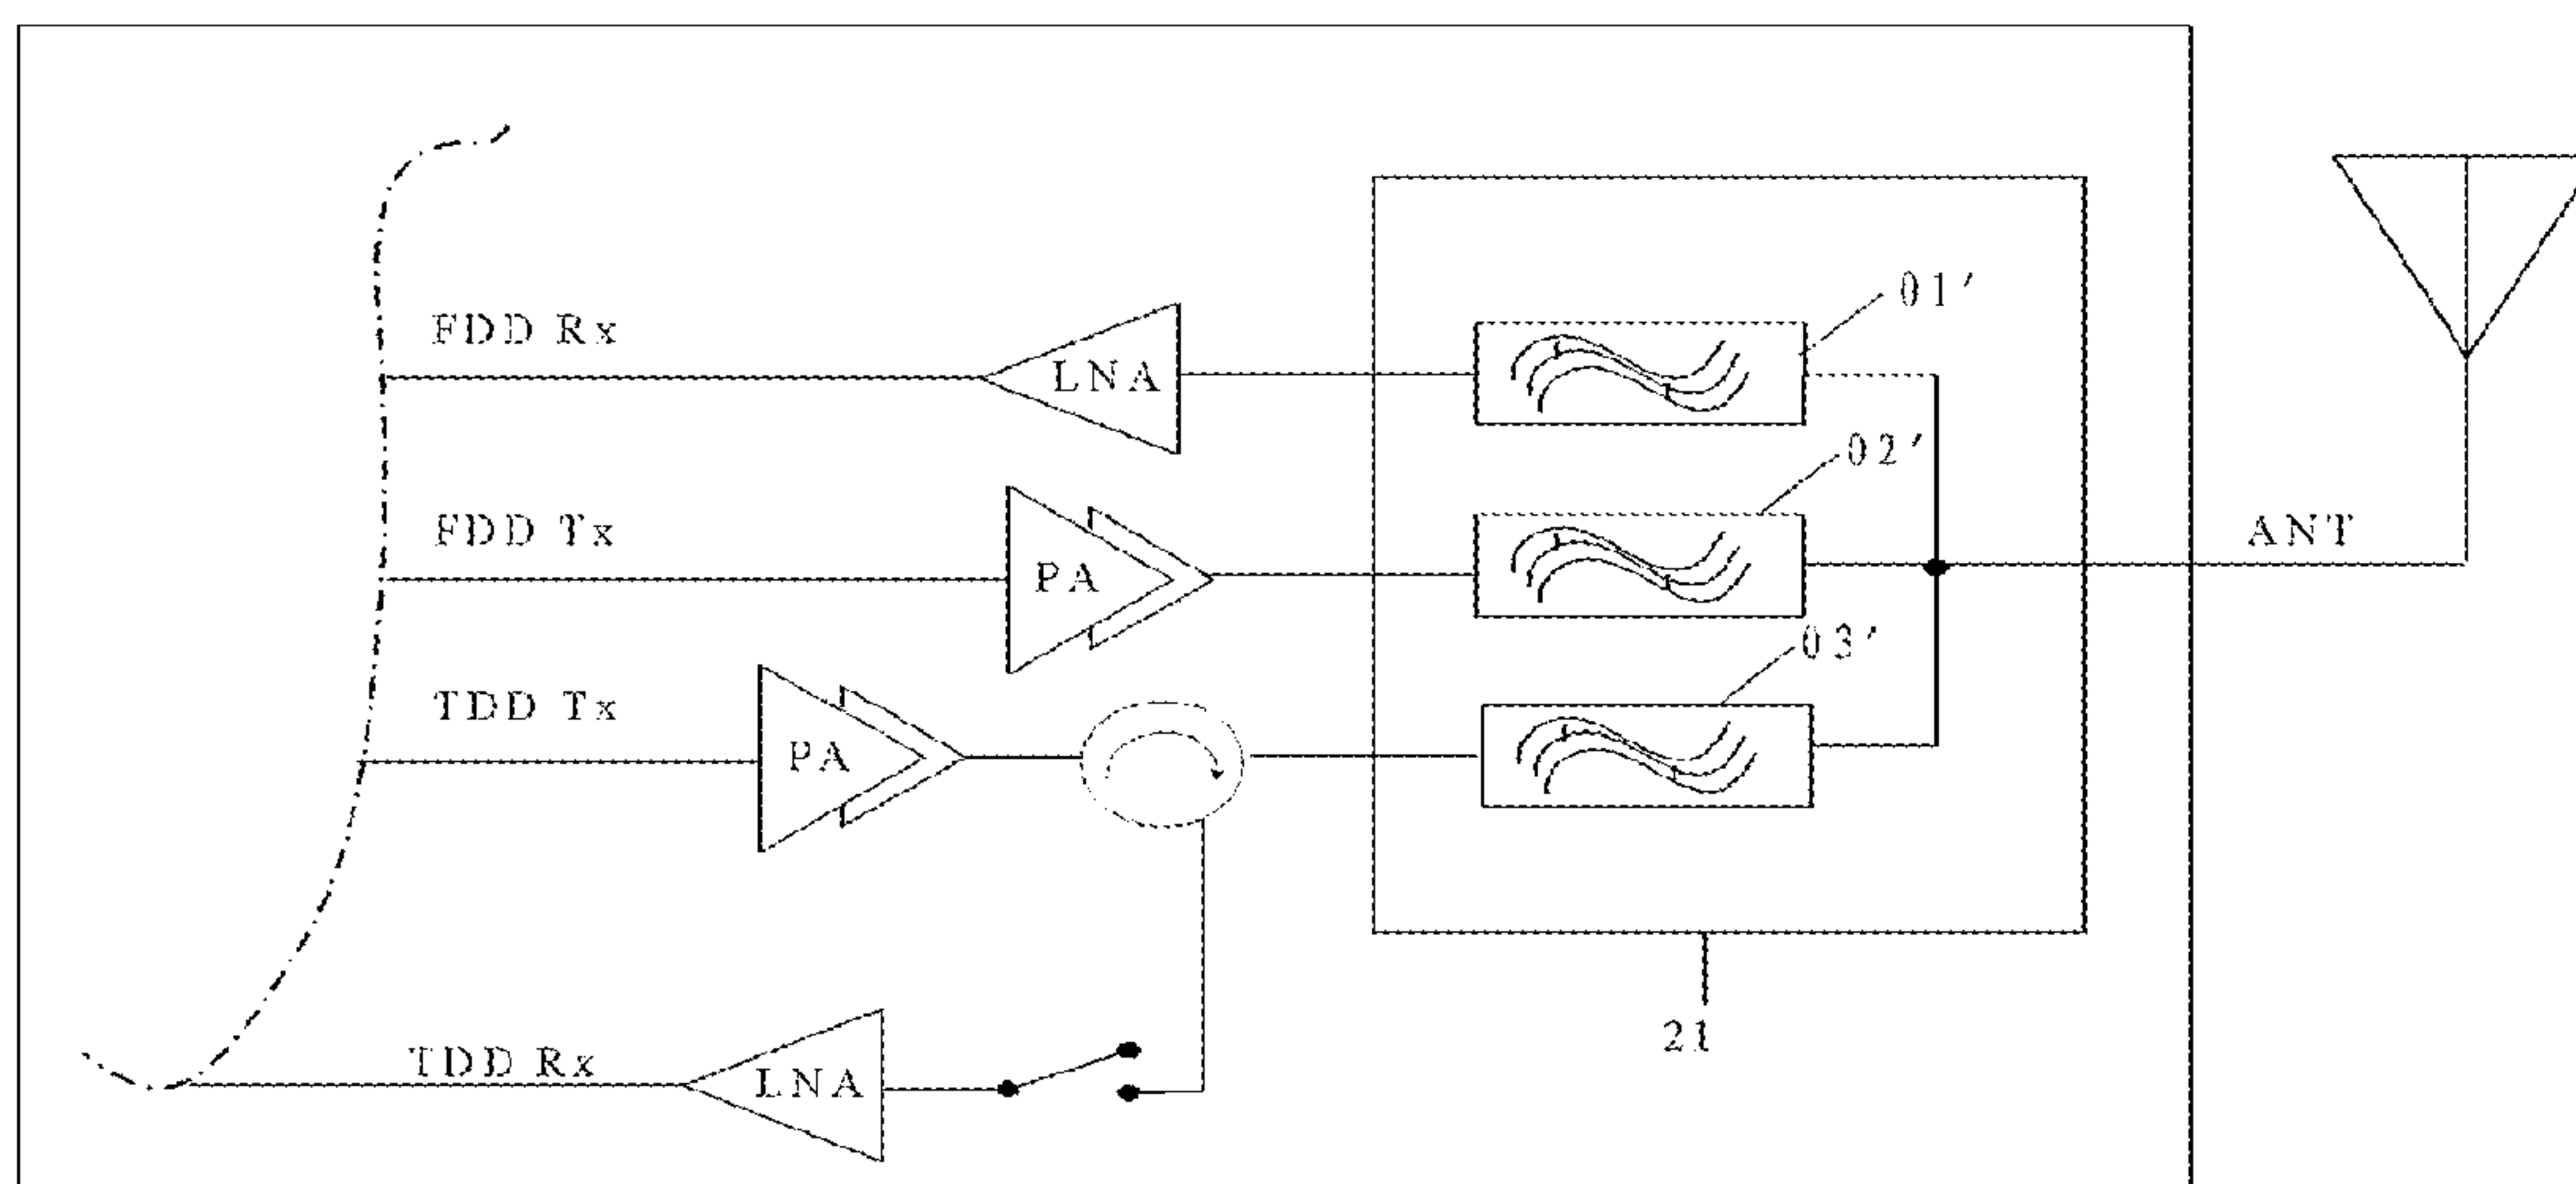 01′
FDD Rx
LNA
02′
FDD Tx
ANT
PA
03′
TDD Tx
PA
21
TDD Rx
LNA